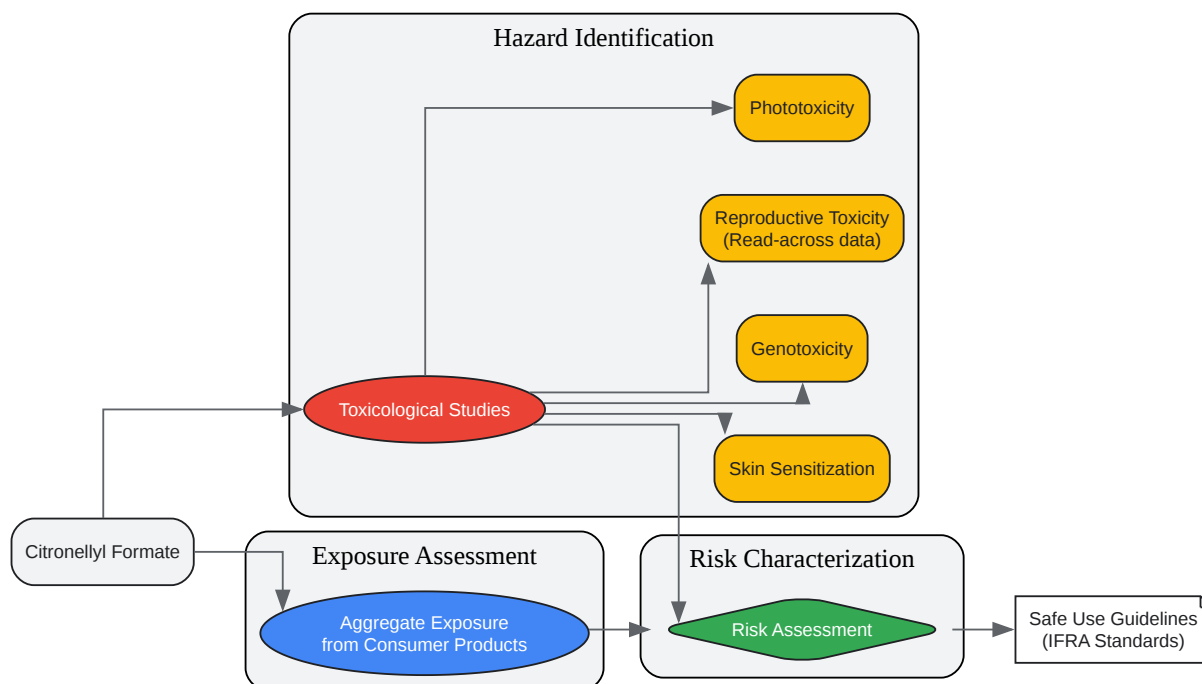 Hazard Identification
Phototoxicity
Reproductive Toxicity
(Read-across data)
Genotoxicity
Toxicological Studies
Skin Sensitization
Citronellyl Formate
Exposure Assessment
Aggregate Exposure
from Consumer Products
Risk Characterization
Risk Assessment
Safe Use Guidelines
(IFRA Standards)